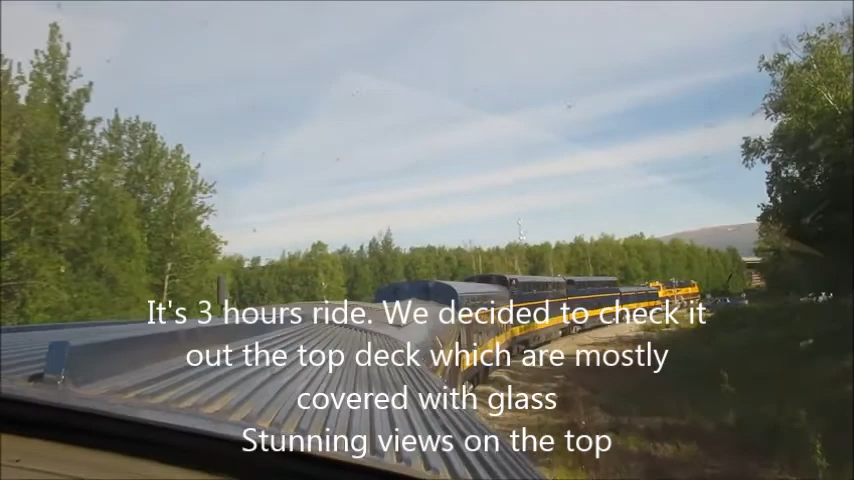 It's 3 hours ride. We decided to check it
out the top deck, which are mostly
covered with glass
Stunning views on the top